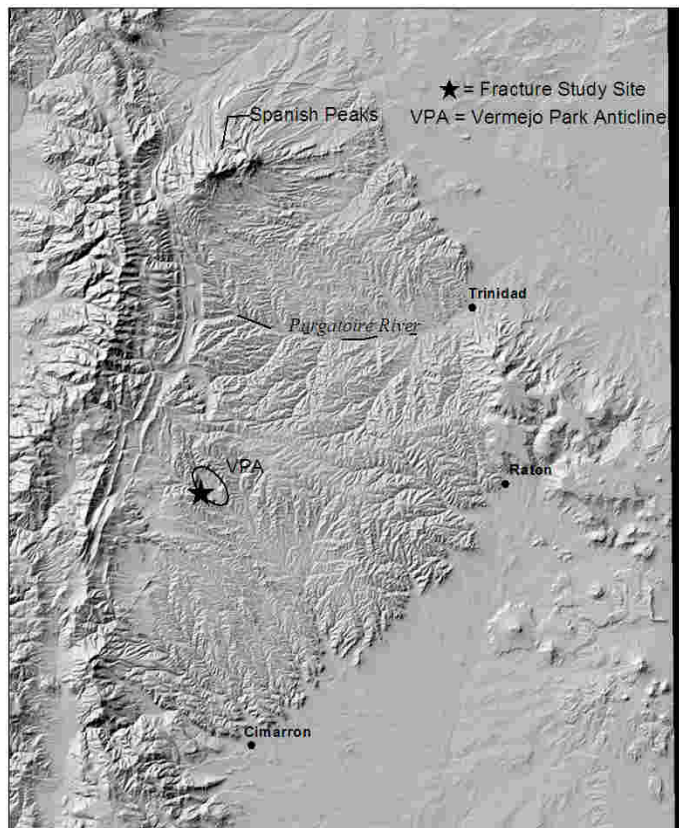 ★ = Fracture Study Site
VPA = Vermejo Park Anticline
Spanish Peaks
Trinidad
Purgatoire River
VPA
Raton
Cimarron